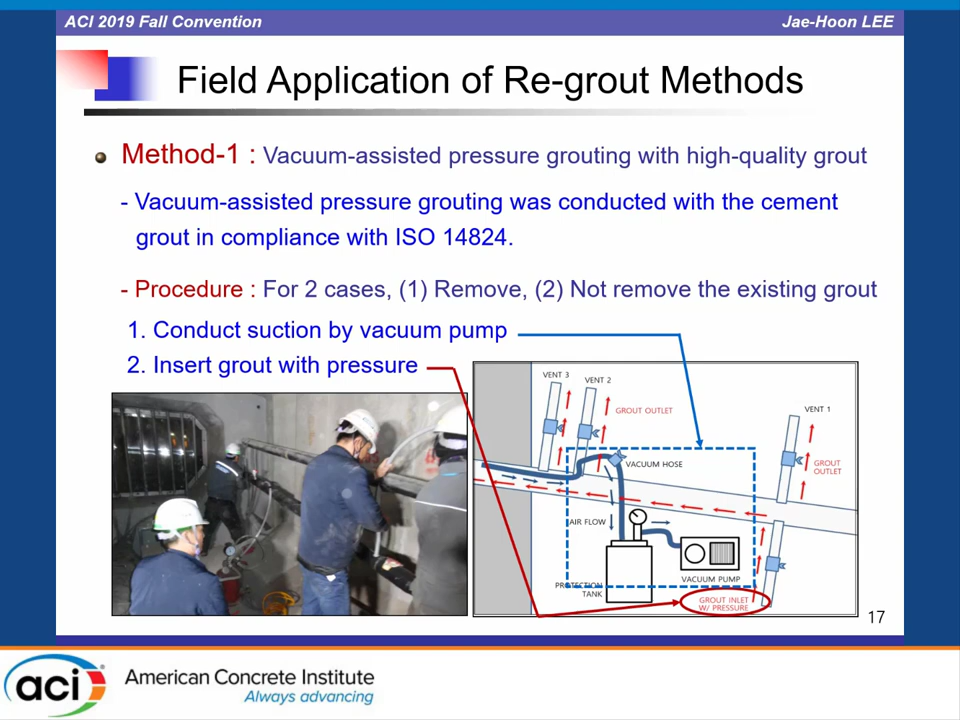 ACI 2019 Fall Convention
Jae-Hoon LEE
Field Application of Re-grout Methods
Method-1 : Vacuum-assisted pressure grouting with high-quality grout
- Vacuum-assisted pressure grouting was conducted with the cement
grout in compliance with ISO 14824.
- Procedure : For 2 cases, (1) Remove, (2) Not remove the existing grout
1. Conduct suction by vacuum pump
2. Insert grout with pressure
VENT 3
VENT 2
GROUT OUTLET
VENT 1
VACUUM HOSE
GROUT
OUTLET
AIR FLOW
VACUUM PUMP
PROTECTION
TANK
GROUT INLET
W/ PRESSURE
17
aci
American Concrete Institute
Always advancing